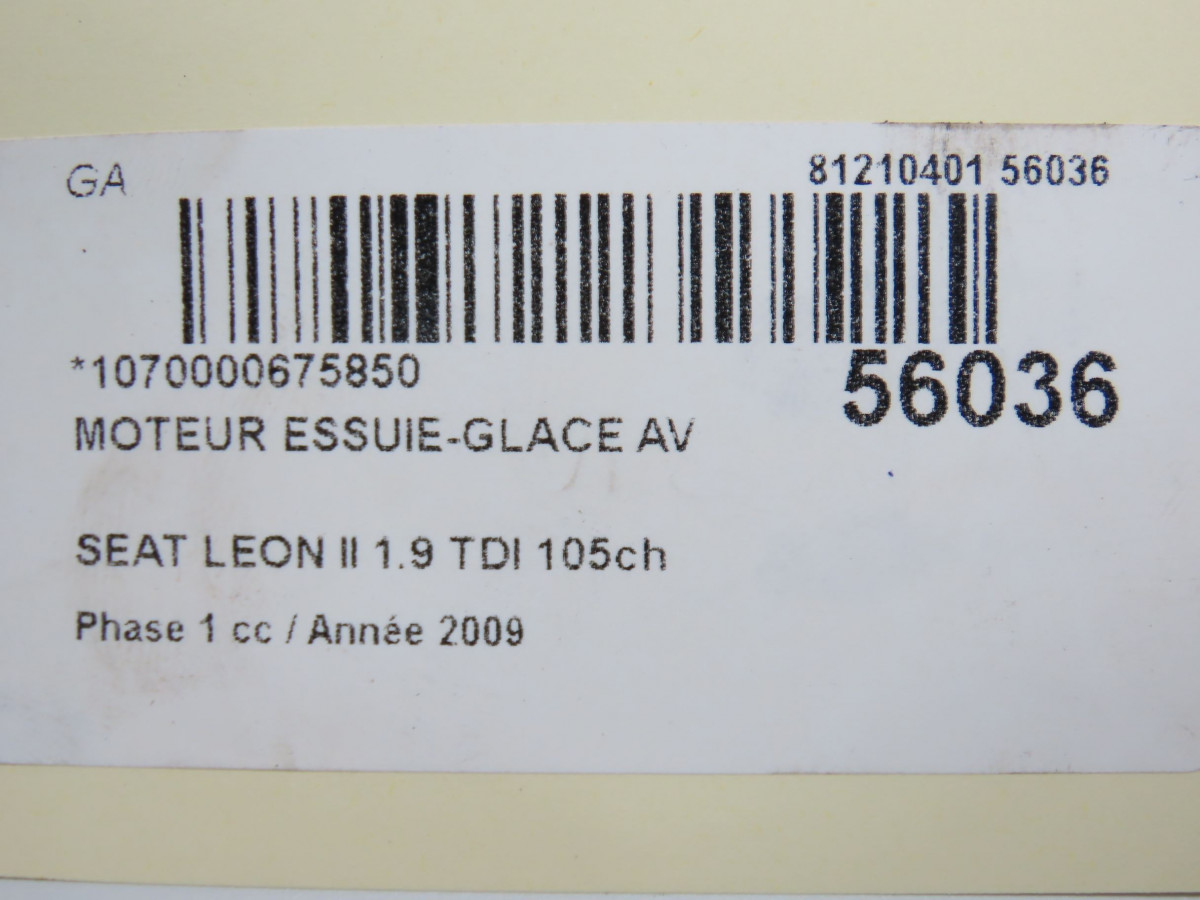 GA
81210401 56036
*1070000675850
56036
MOTEUR ESSUIE-GLACE AV
SEAT LEON II 1.9 TDI 105ch
Phase 1 cc / Année 2009